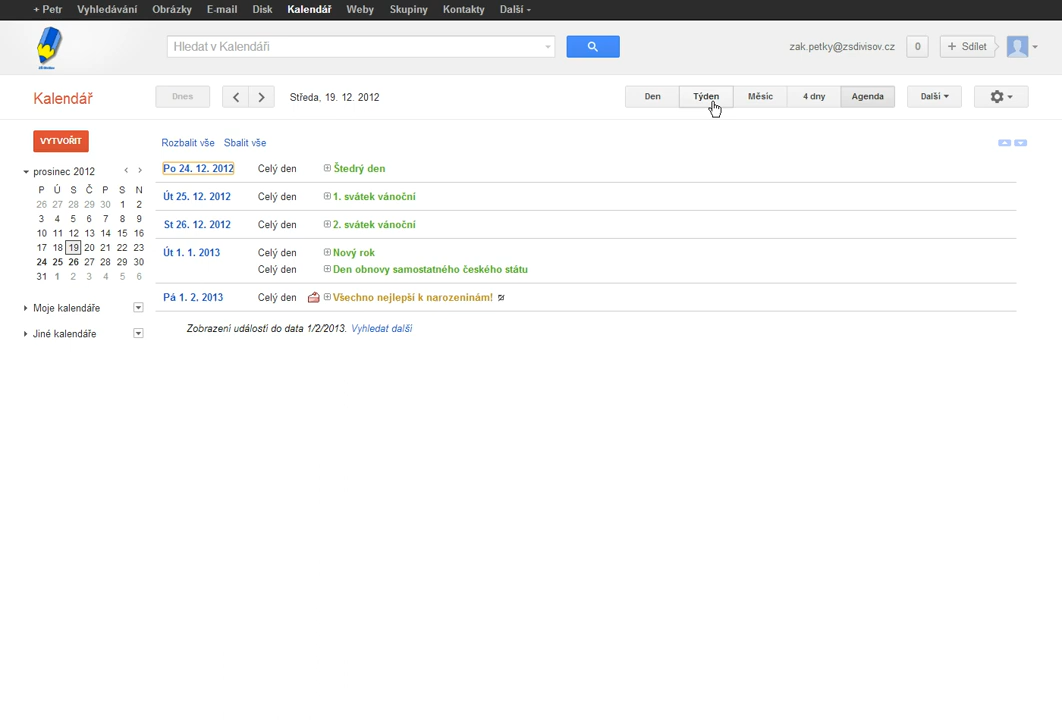 + Petr Vyhledávání Obrázky E-mail Disk Kalendář Weby Skupiny Kontakty Další
Hledat v Kalendáři zak.petky@zsdivisov.cz 0 + Sdílet
Kalendář Dnes Středa, 19. 12. 2012 Den Týden Měsíc 4 dny Agenda Další
VYTVOŘIT
Rozbalit vše Sbalit vše
prosinec 2012
P Ú S Č P S N
26 27 28 29 30 1 2
3 4 5 6 7 8 9
10 11 12 13 14 15 16
17 18 19 20 21 22 23
24 25 26 27 28 29 30
31 1 2 3 4 5 6
Moje kalendáře
Jiné kalendáře
Po 24. 12. 2012 Celý den Štedrý den
Út 25. 12. 2012 Celý den 1. svátek vánoční
St 26. 12. 2012 Celý den 2. svátek vánoční
Út 1. 1. 2013 Celý den Nový rok
Celý den Den obnovy samostatného českého státu
Pá 1. 2. 2013 Celý den Všechno nejlepší k narozeninám!
Zobrazení událostí do data 1/2/2013. Vyhledat další